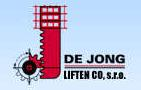 DE JONG
LIFTEN CO, s.r.o.